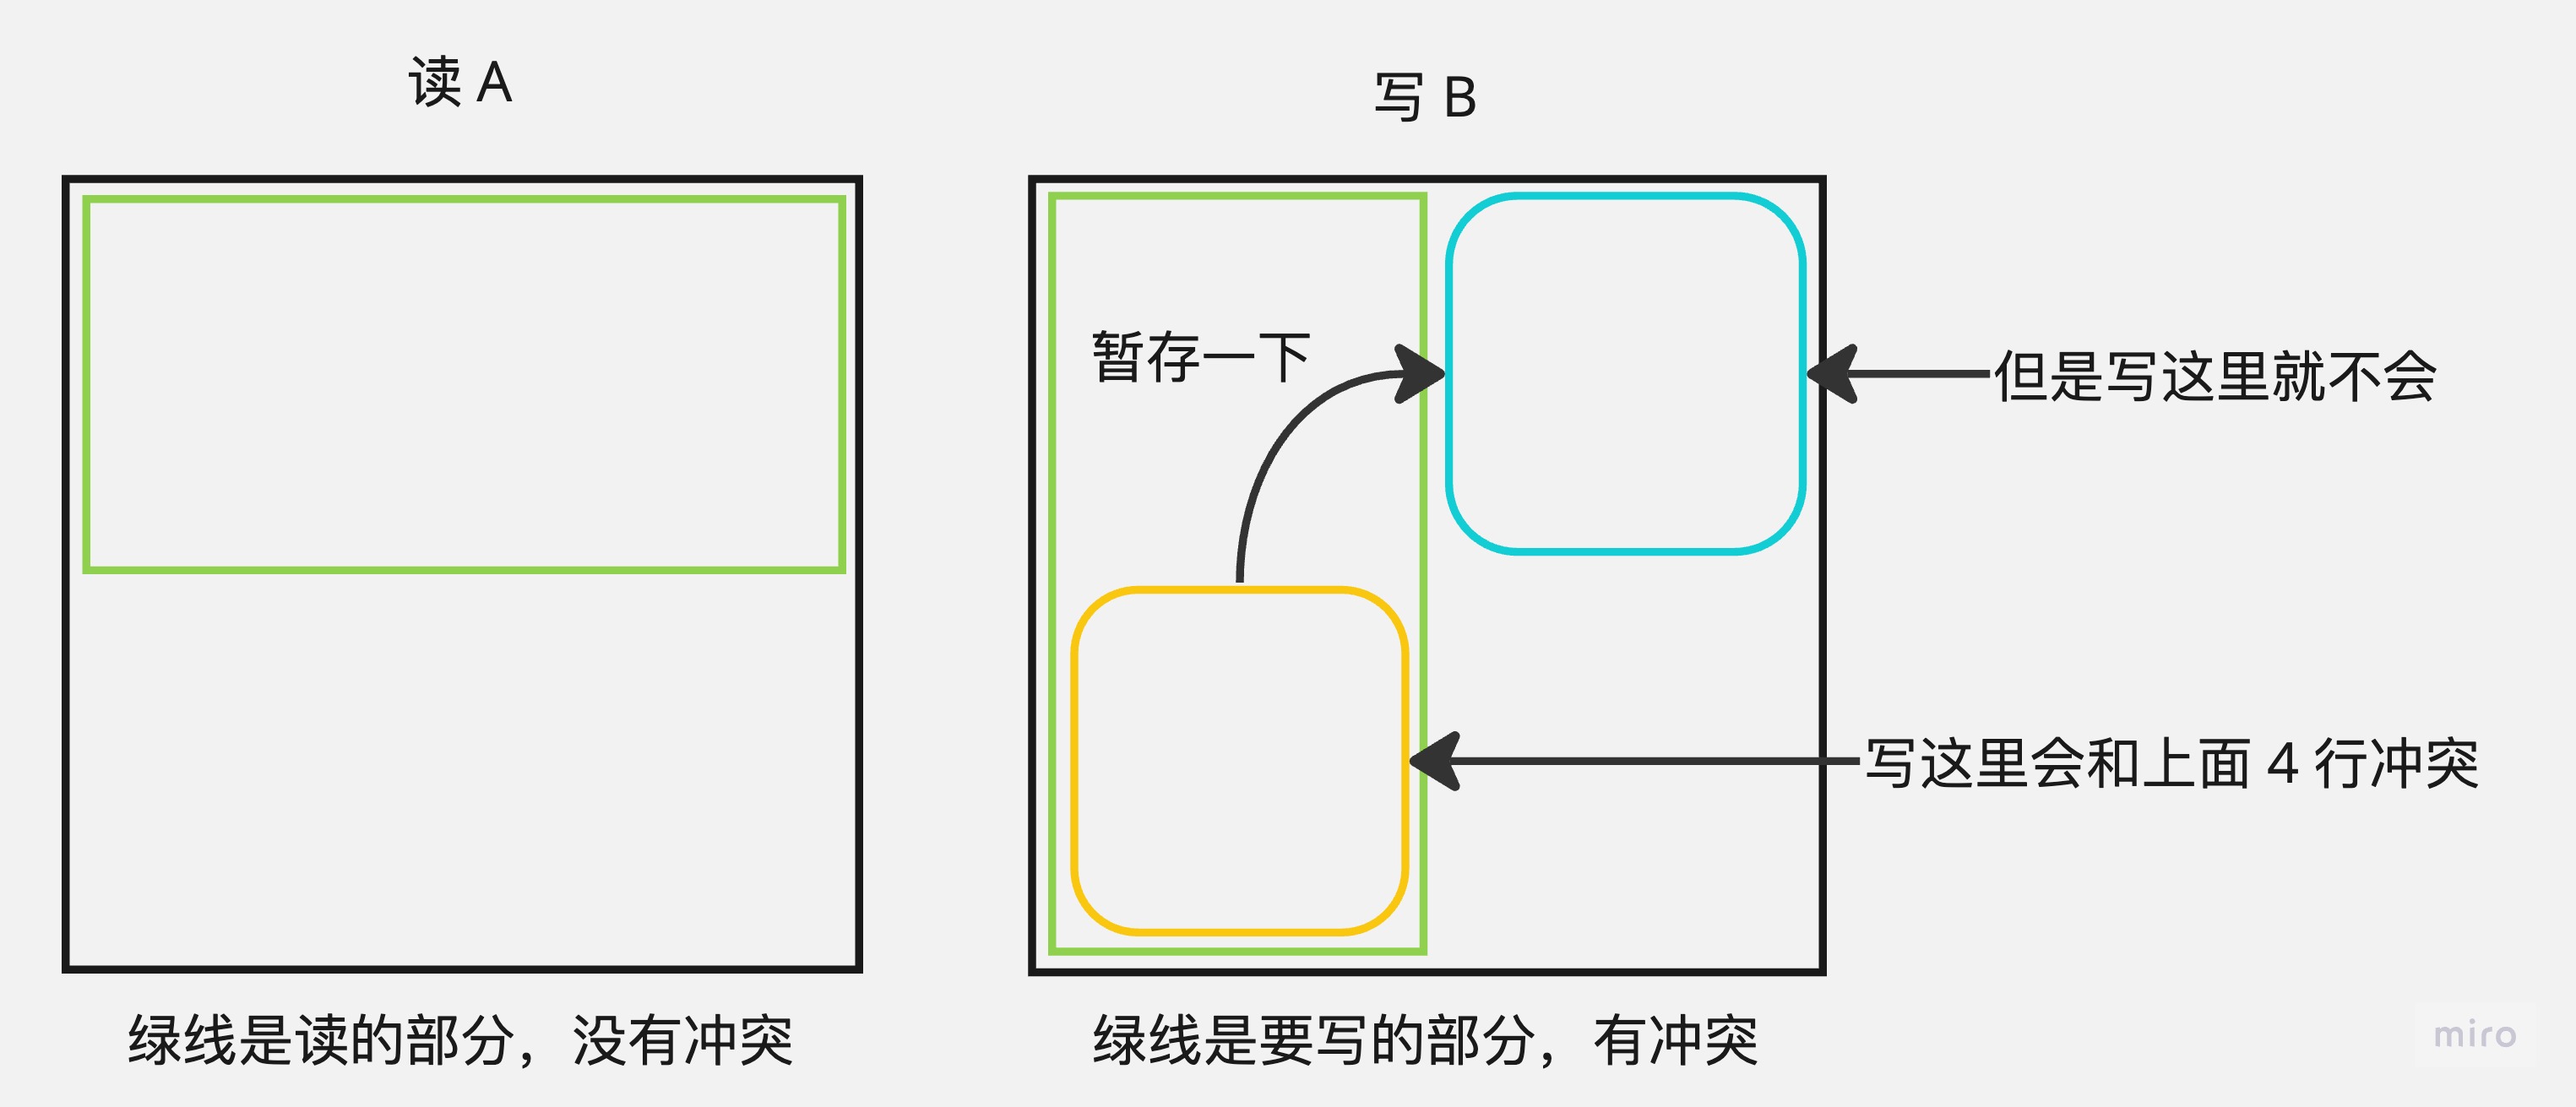 读 A
写 B
暂存一下
但是写这里就不会
写这里会和上面 4 行冲突
绿线是读的部分，没有冲突
绿线是要写的部分，有冲突
miro